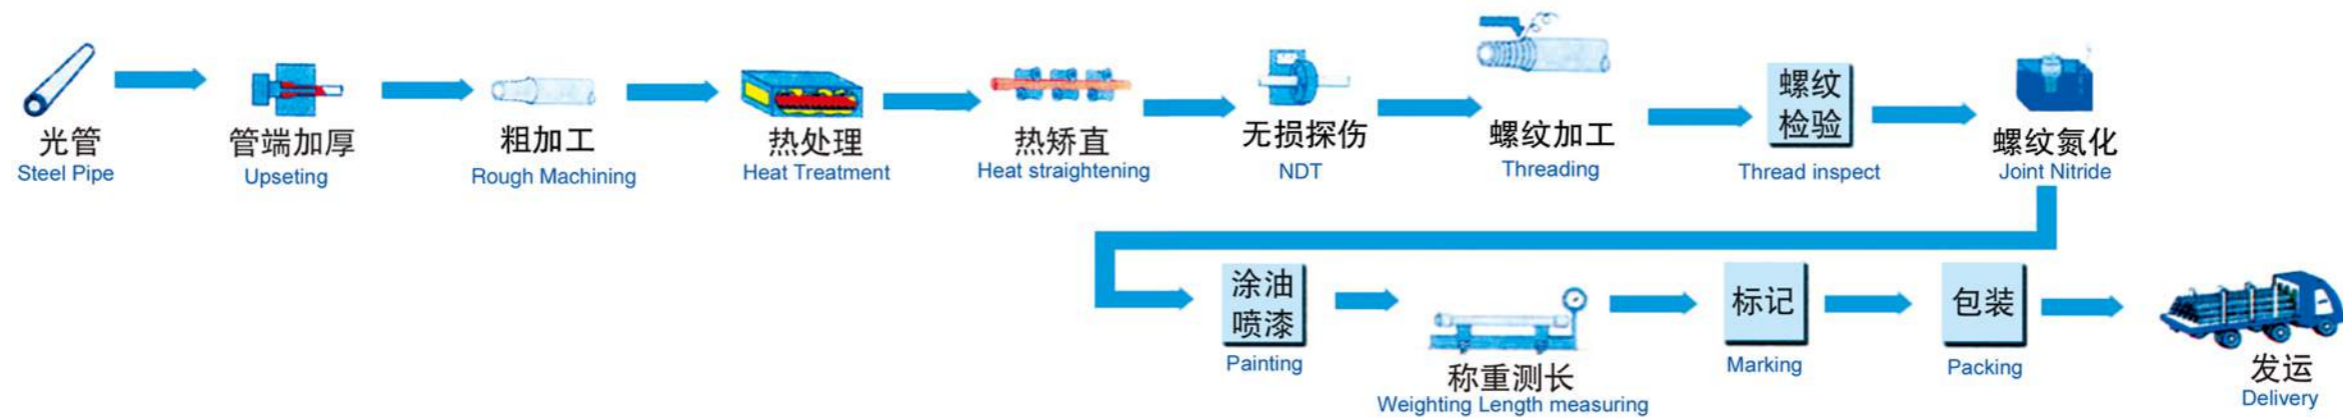 光管
Steel Pipe
管端加厚
Upseting
粗加工
Rough Machining
热处理
Heat Treatment
热矫直
Heat straightening
无损探伤
NDT
螺纹加工
Threading
螺纹
检验
Thread inspect
螺纹氮化
Joint Nitride
涂油
喷漆
Painting
称重测长
Weighting Length measuring
标记
Marking
包装
Packing
发运
Delivery